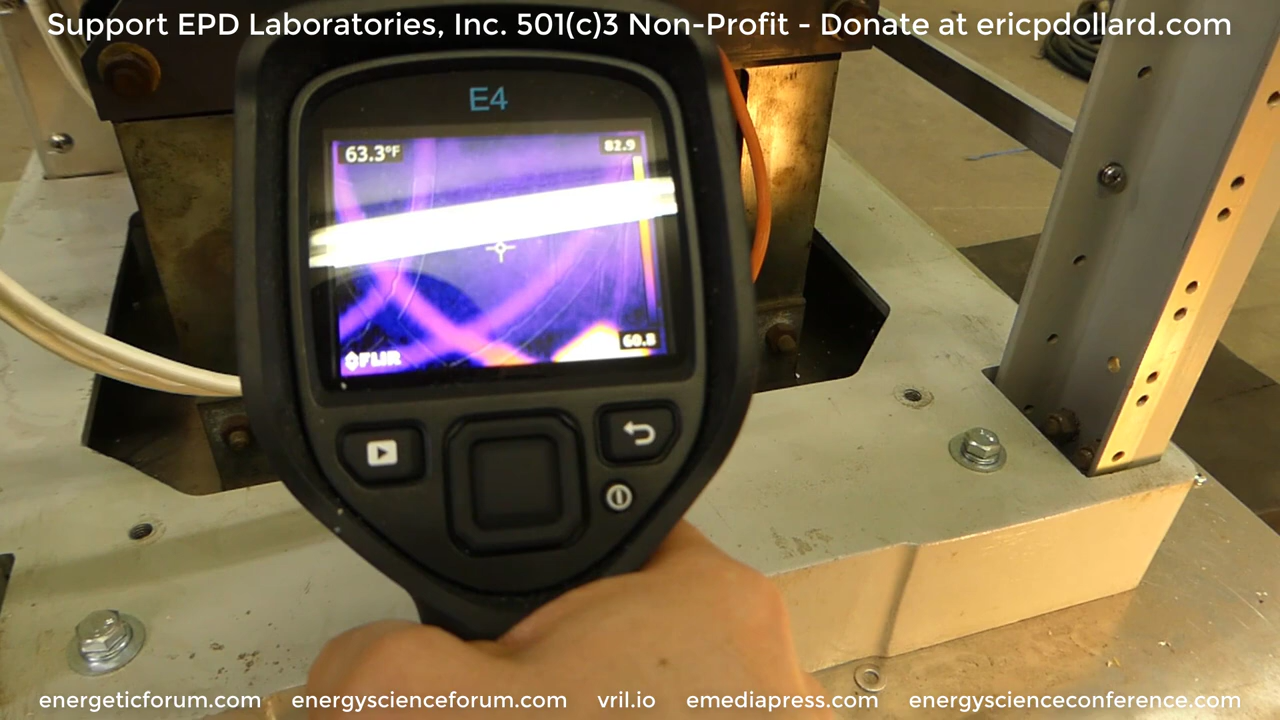 Support EPD Laboratories, Inc. 501(c)3 Non-Profit - Donate at ericpdollard.com
E4
63.3°F
82.9
60.8
FLIR
energeticforum.com energyscienceforum.com vril.io emediapress.com energyscienceconference.com